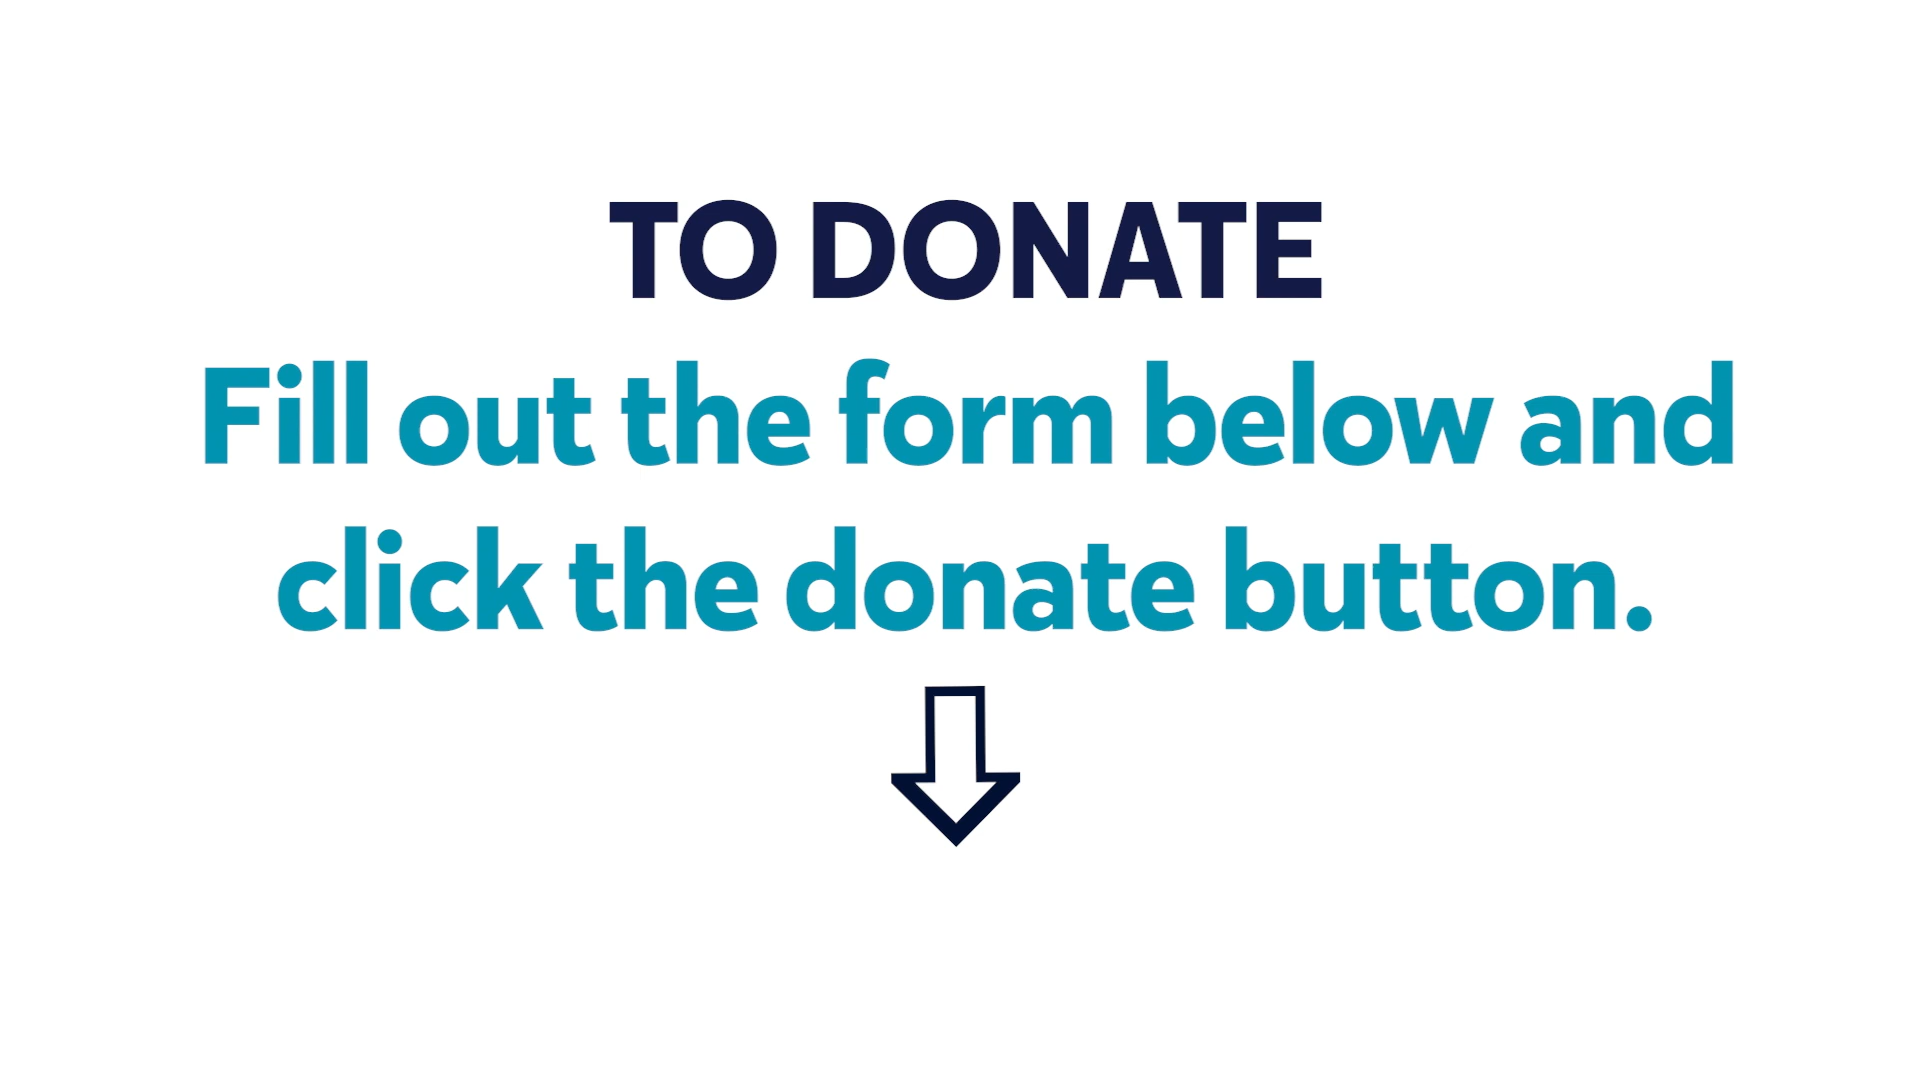 TO DONATE
Fill out the form below and
click the donate button.